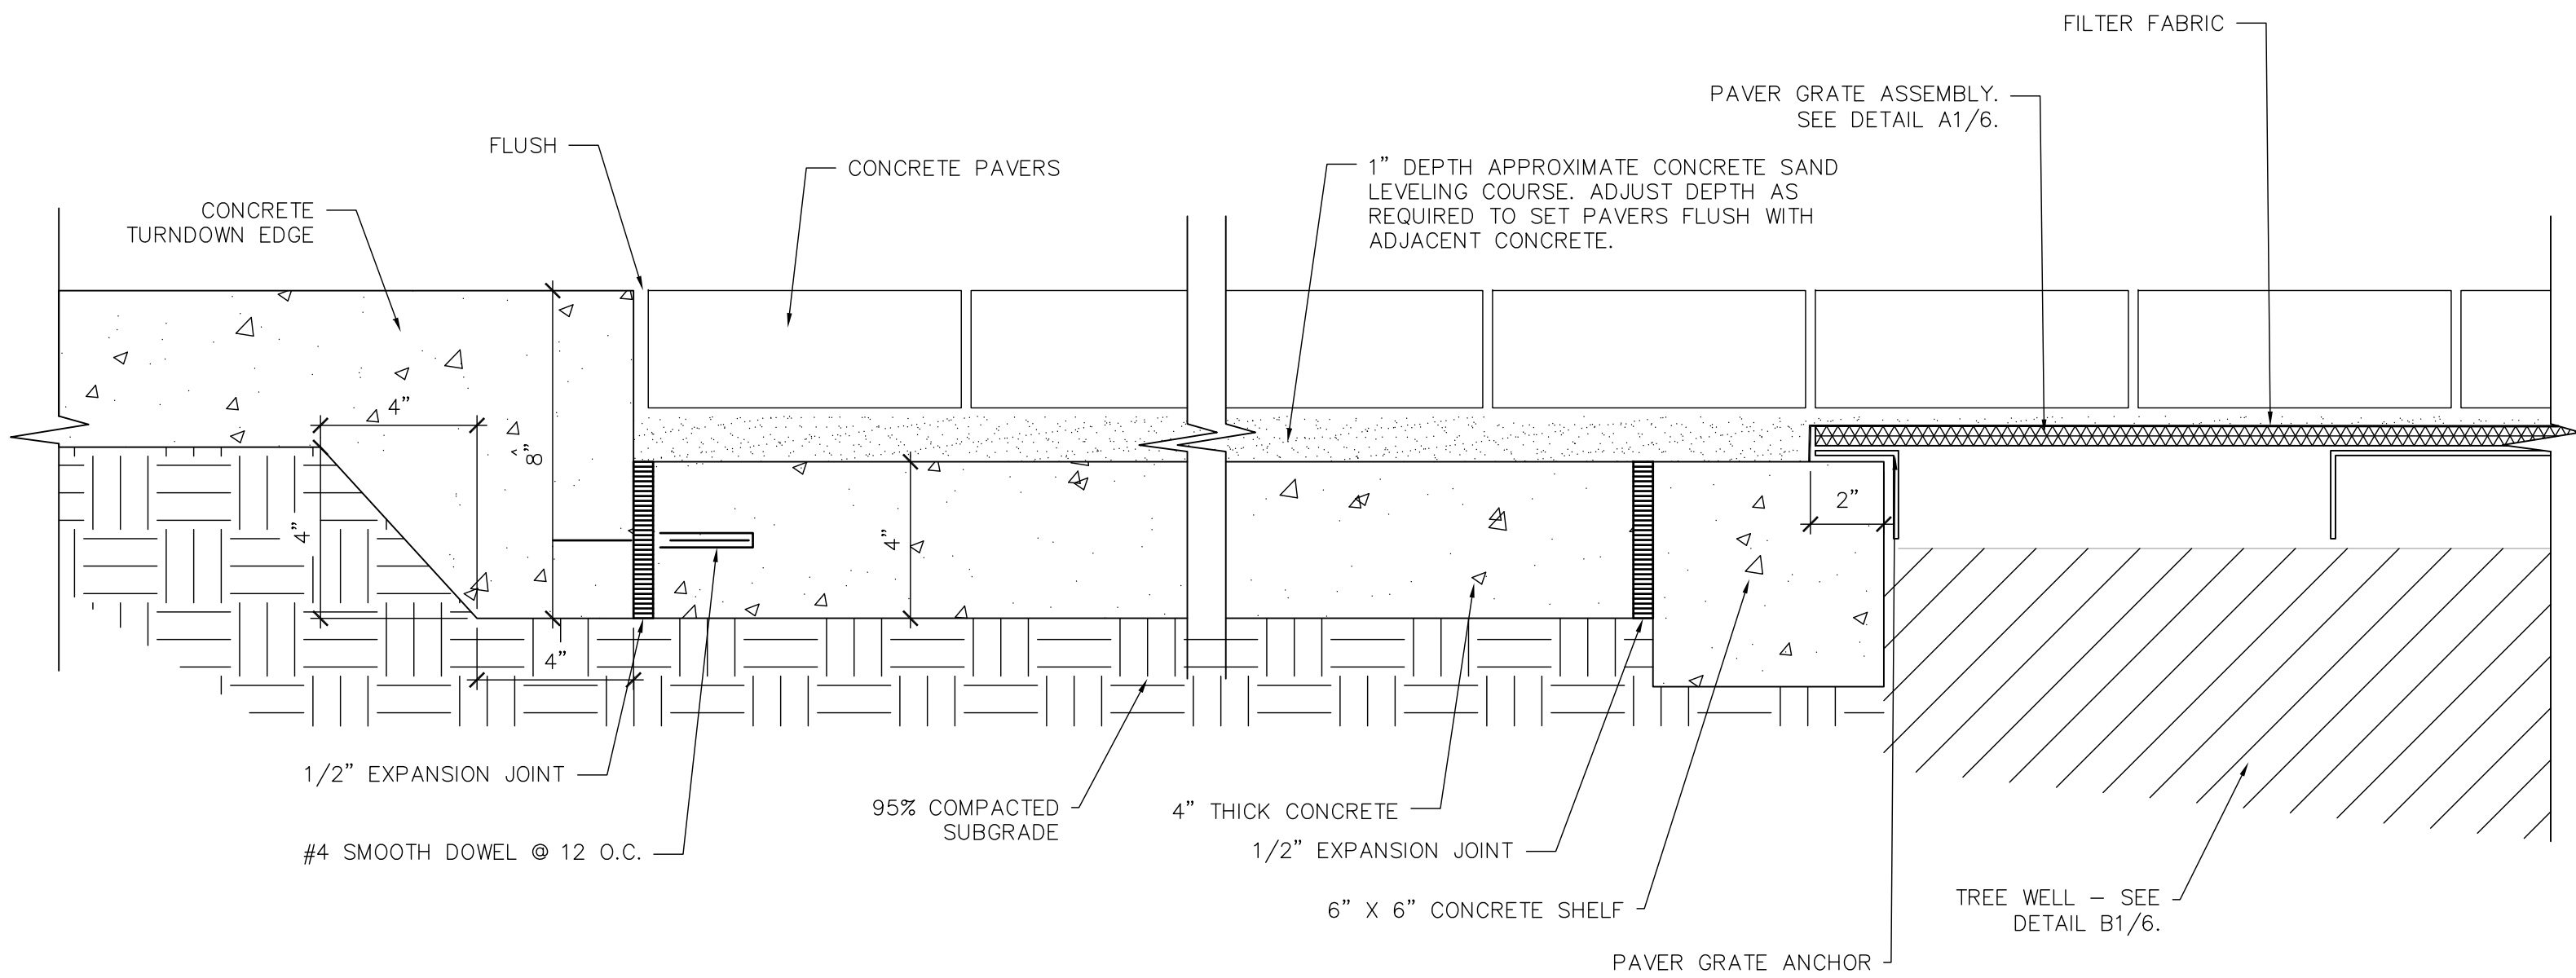 FILTER FABRIC
PAVER GRATE ASSEMBLY.
SEE DETAIL A1/6.
FLUSH
CONCRETE PAVERS
1" DEPTH APPROXIMATE CONCRETE SAND
LEVELING COURSE. ADJUST DEPTH AS
REQUIRED TO SET PAVERS FLUSH WITH
ADJACENT CONCRETE.
CONCRETE
TURNDOWN EDGE
4"
8"
4"
4"
2"
4"
1/2" EXPANSION JOINT
95% COMPACTED
SUBGRADE
4" THICK CONCRETE
#4 SMOOTH DOWEL @ 12 O.C.
1/2" EXPANSION JOINT
6" X 6" CONCRETE SHELF
TREE WELL – SEE
DETAIL B1/6.
PAVER GRATE ANCHOR